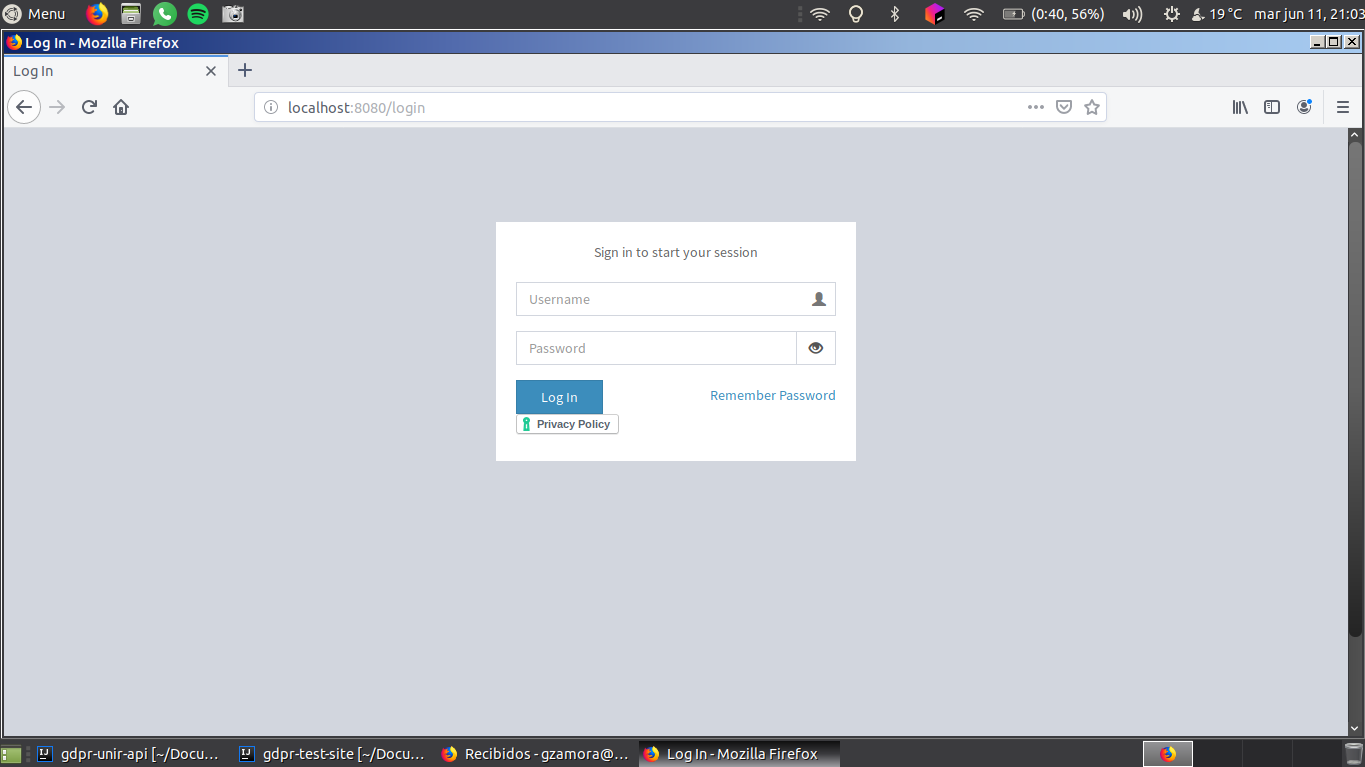 Menu
(0:40, 56%)
19 °C
mar jun 11, 21:03
Log In - Mozilla Firefox
Log In
localhost:8080/login
Sign in to start your session
Username
Password
Log In
Remember Password
Privacy Policy
gdpr-unir-api [~/Docu...
gdpr-test-site [~/Docu...
Recibidos - gzamora@...
Log In - Mozilla Firefox